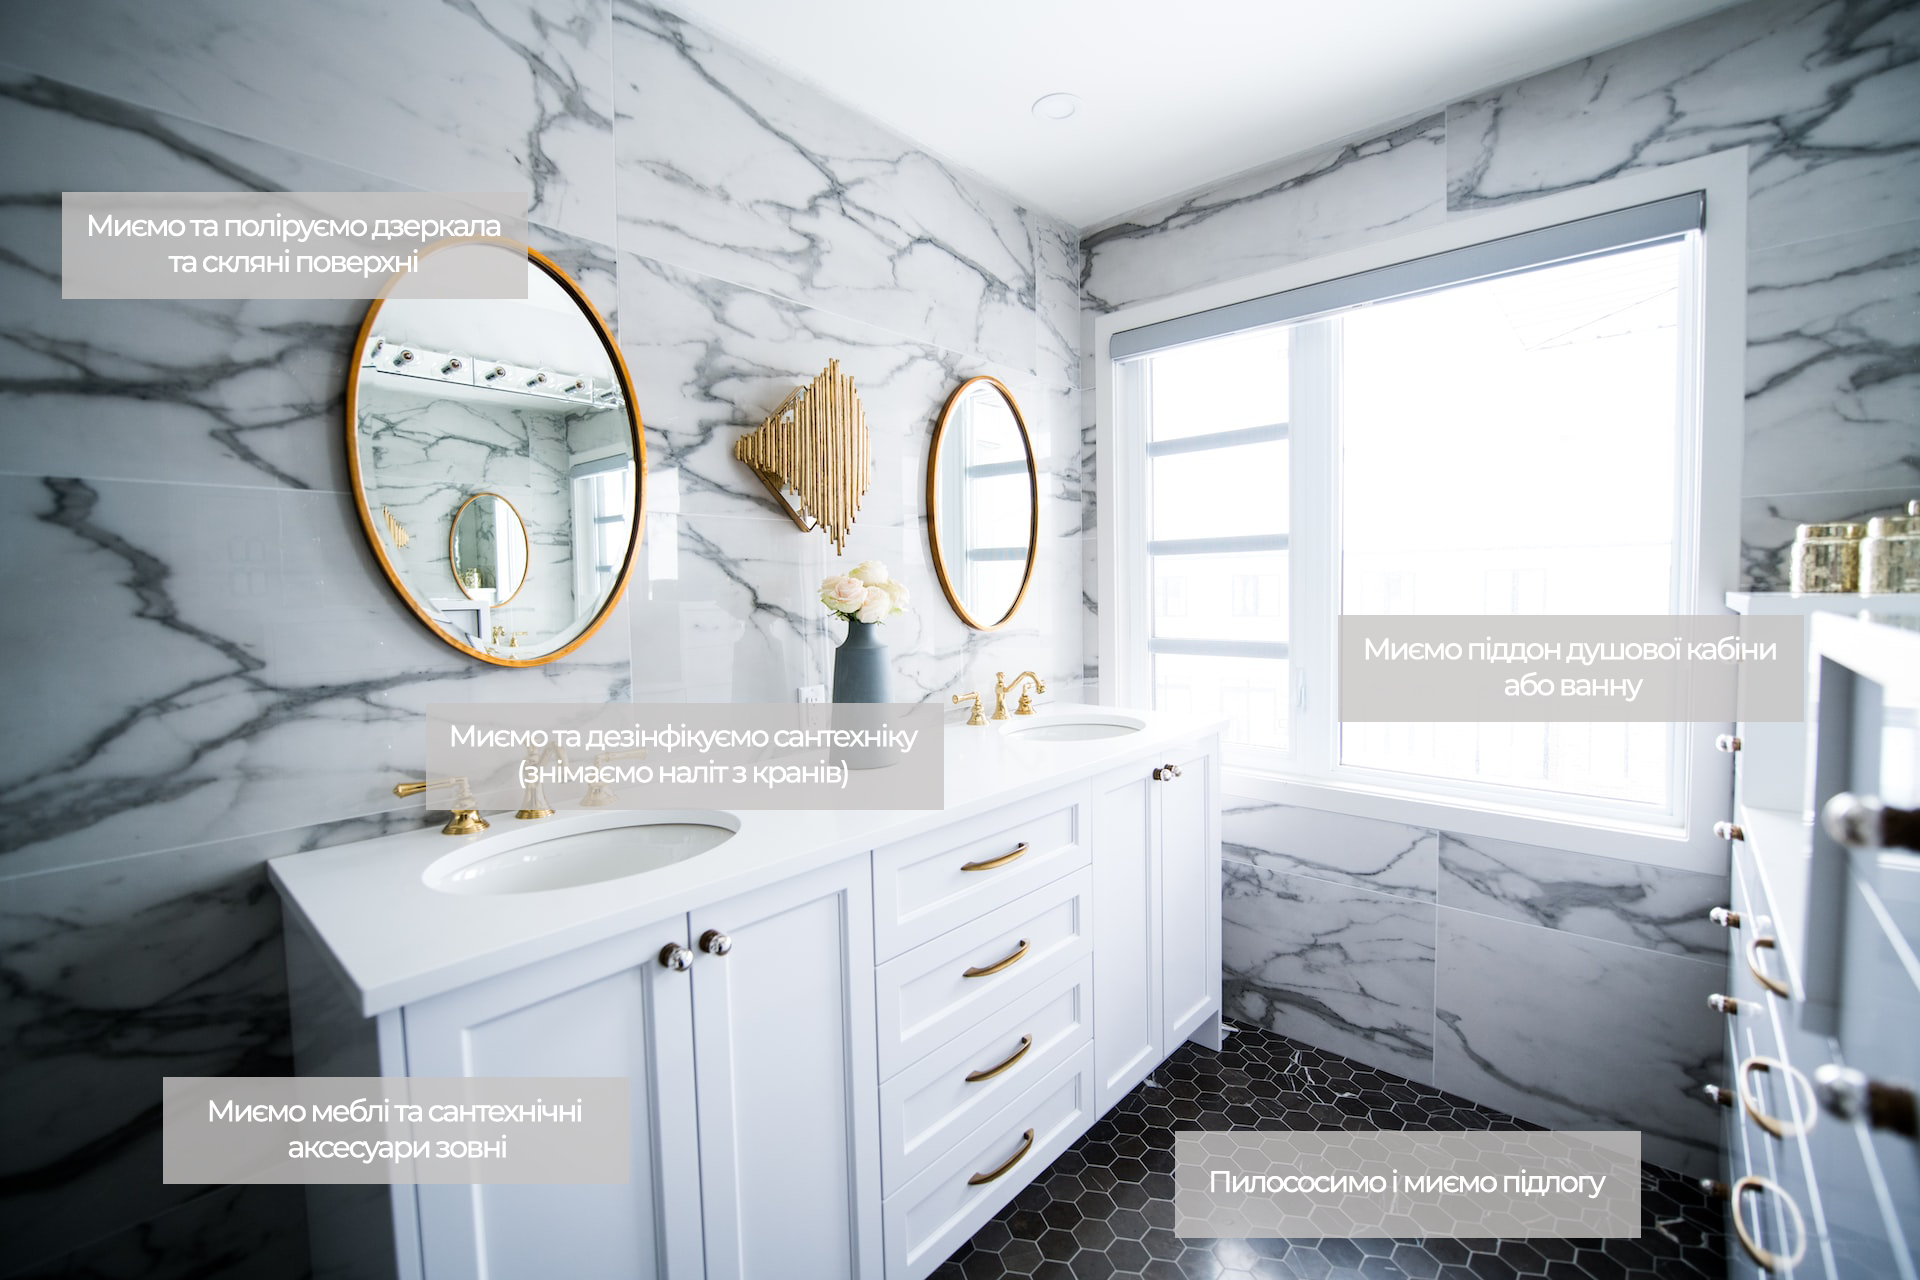 Миємо та поліруємо дзеркала
та скляні поверхні
Миємо піддон душової кабіни
або ванну
Миємо та дезінфікуємо сантехніку
(знімаємо наліт з кранів)
Миємо меблі та сантехнічні
аксесуари зовні
Пилососимо і миємо підлогу